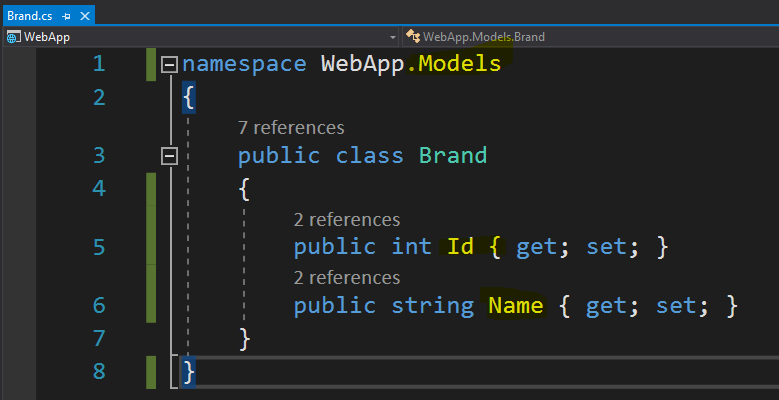 Brand.cs
WebApp WebApp.Models.Brand
1 namespace WebApp.Models
2 {
7 references
3 public class Brand
4 {
2 references
5 public int Id { get; set; }
2 references
6 public string Name { get; set; }
7 }
8 }